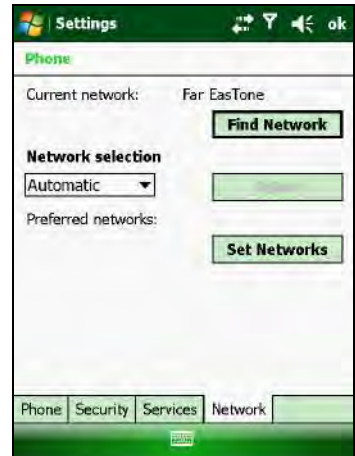 Settings
ok
Phone
Current network: Far EasTone
Find Network
Network selection
Automatic
Preferred networks:
Set Networks
Phone Security Services Network